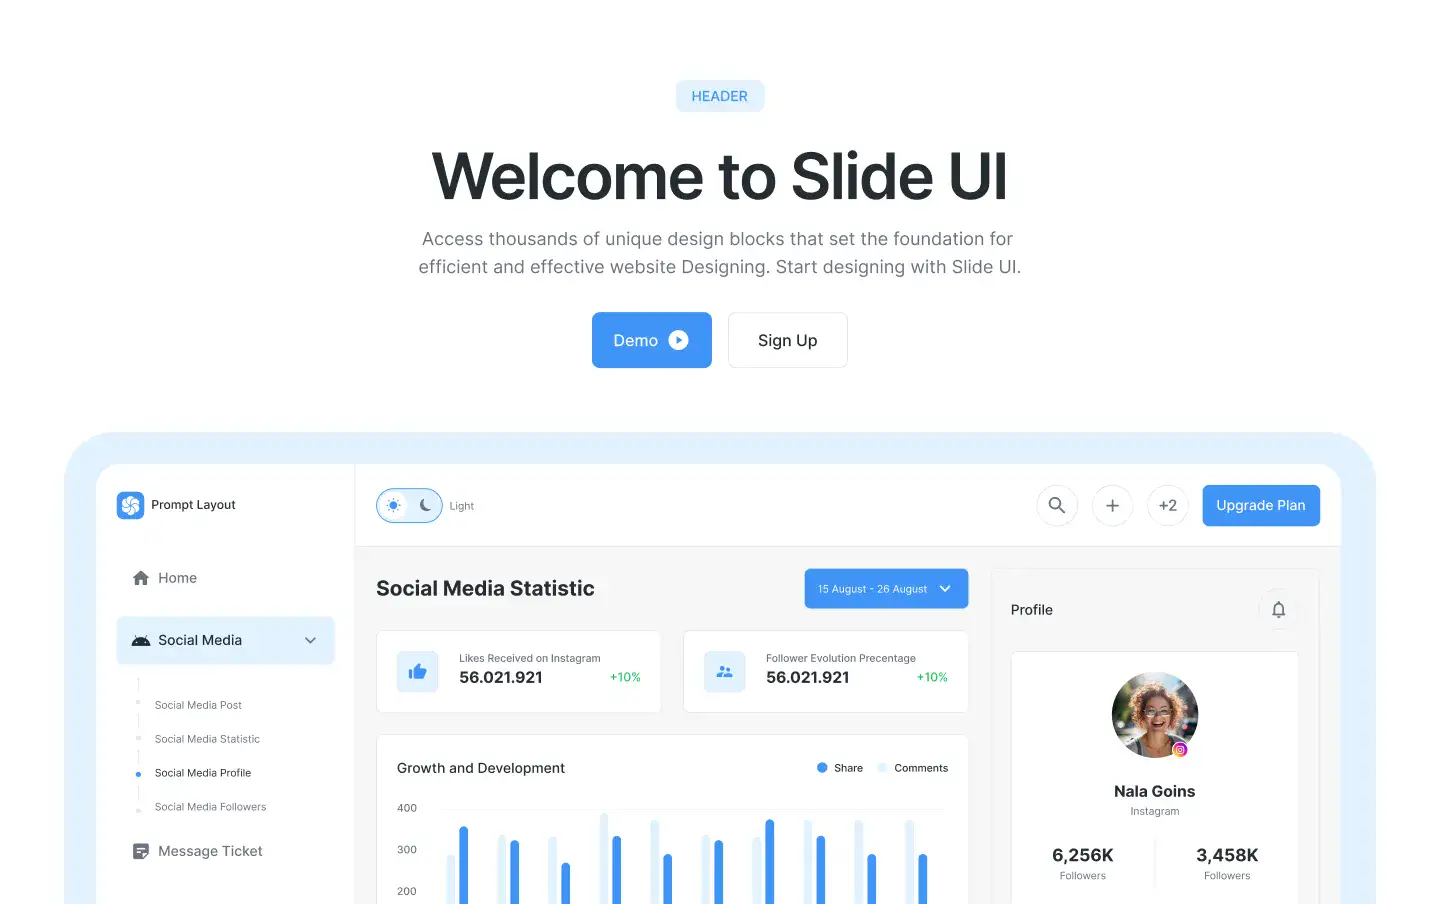 HEADER
Welcome to Slide UI
Access thousands of unique design blocks that set the foundation for
efficient and effective website Designing. Start designing with Slide UI.
Demo
Sign Up
Prompt Layout
Home
Social Media
Social Media Post
Social Media Statistic
Social Media Profile
Social Media Followers
Message Ticket
Light
+2
Upgrade Plan
Social Media Statistic
15 August - 26 August
Likes Received on Instagram
56.021.921
+10%
Follower Evolution Precentage
56.021.921
+10%
Growth and Development
Share
Comments
400
300
200
Profile
Nala Goins
Instagram
6,256K
Followers
3,458K
Followers